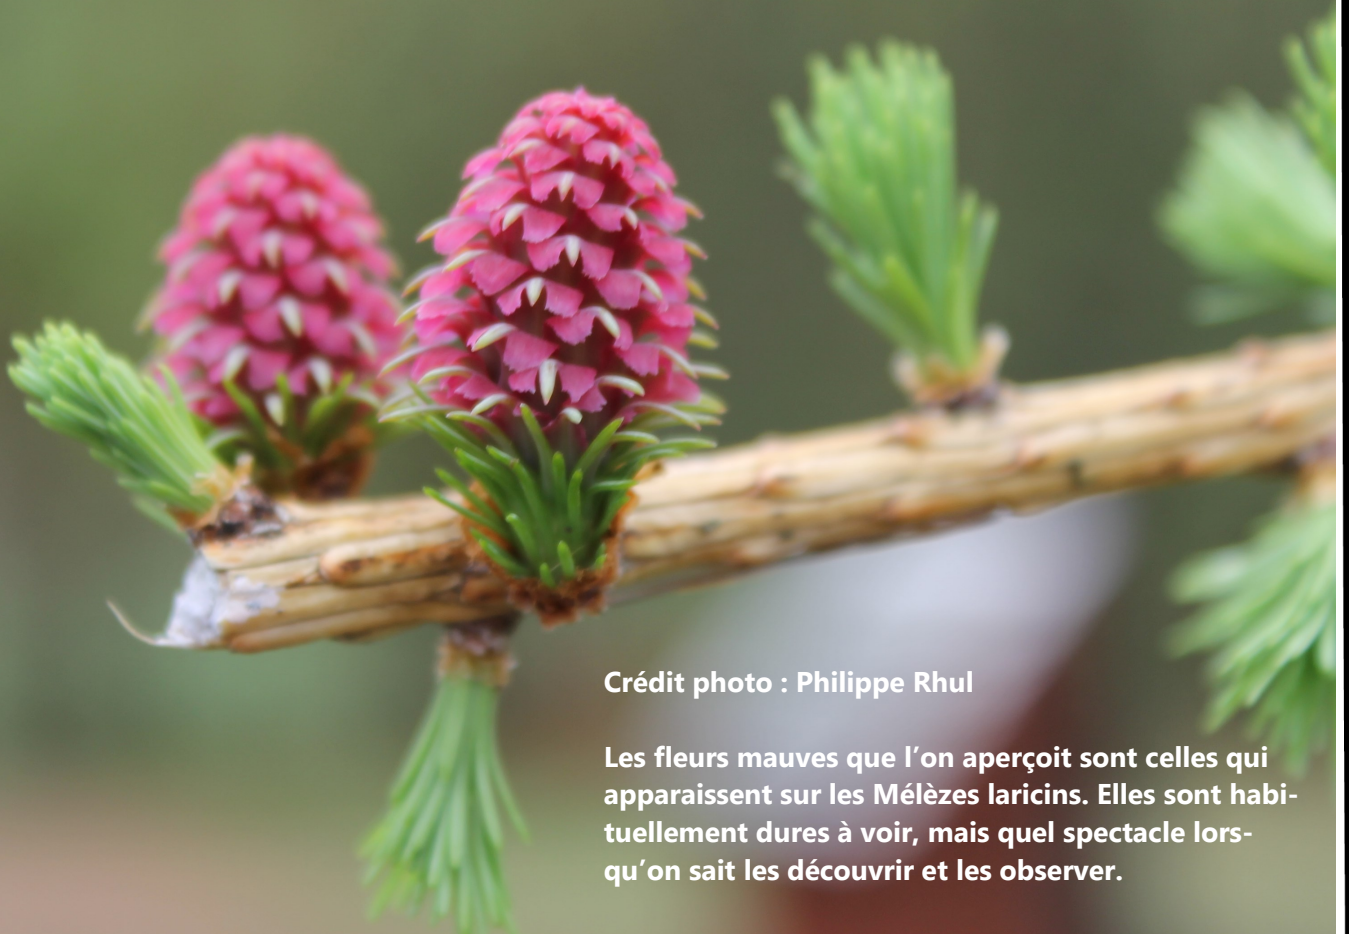 Crédit photo : Philippe Rhul
Les fleurs mauves que l’on aperçoit sont celles qui
apparaissent sur les Mélèzes laricins. Elles sont habi-
tuellement dures à voir, mais quel spectacle lors-
qu’on sait les découvrir et les observer.